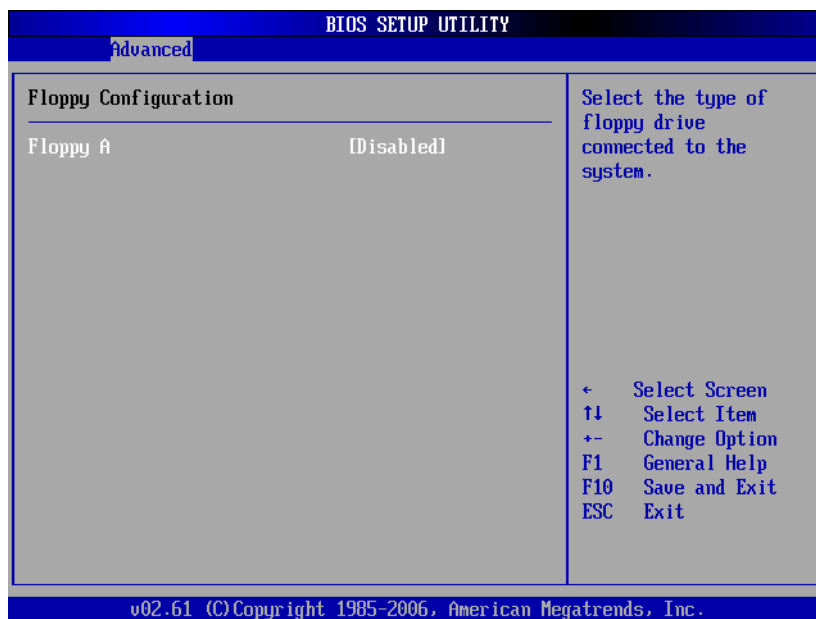 BIOS SETUP UTILITY
Advanced
Floppy Configuration
Floppy A [Disabled]
Select the type of
floppy drive
connected to the
system.
← Select Screen
↑↓ Select Item
+- Change Option
F1 General Help
F10 Save and Exit
ESC Exit
v02.61 (C)Copyright 1985-2006, American Megatrends, Inc.